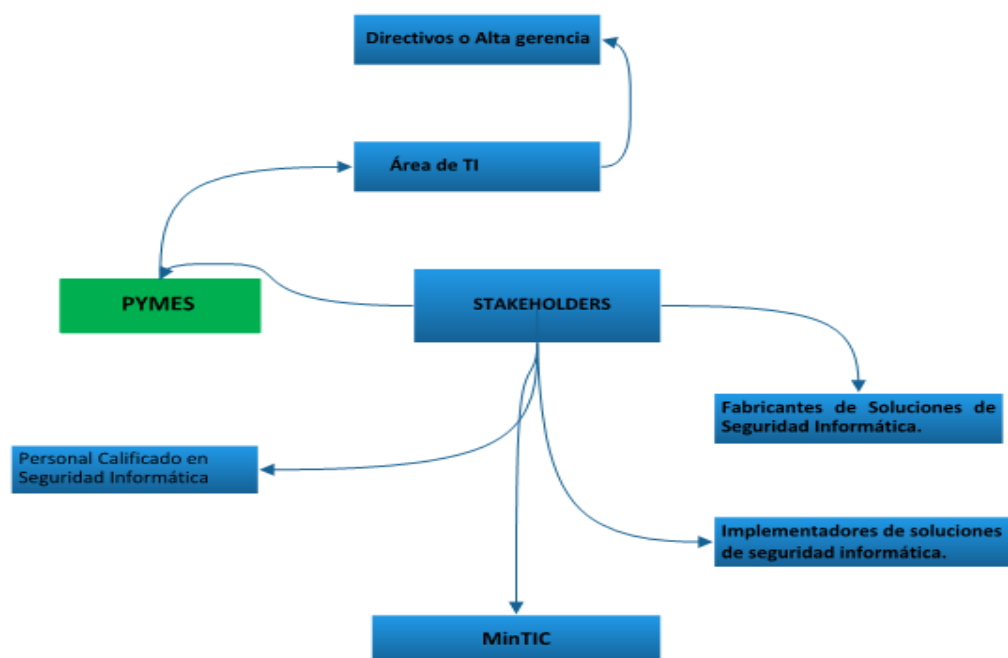 Directivos o Alta gerencia
Área de TI
PYMES
STAKEHOLDERS
Fabricantes de Soluciones de
Seguridad Informática.
Personal Calificado en
Seguridad Informática
Implementadores de soluciones
de seguridad informática.
MinTIC